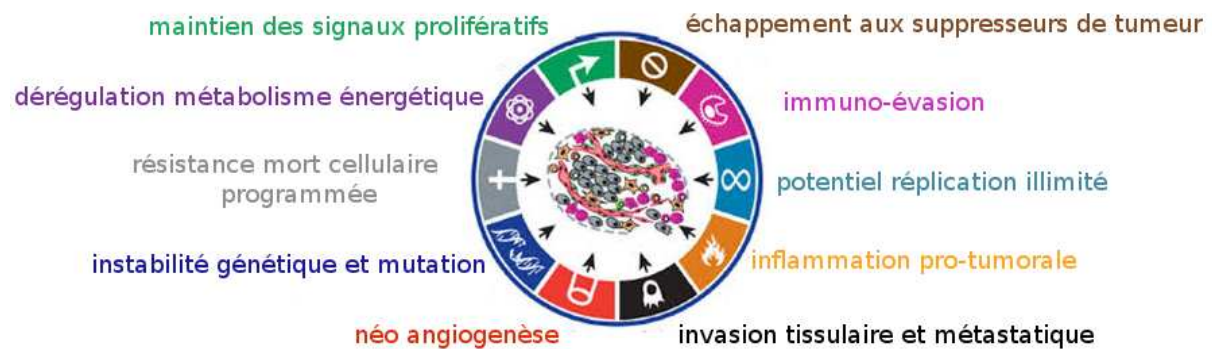 maintien des signaux prolifératifs
échappement aux suppresseurs de tumeur
dérégulation métabolisme énergétique
immuno-évasion
résistance mort cellulaire
programmée
potentiel réplication illimité
instabilité génétique et mutation
inflammation pro-tumorale
néo angiogenèse
invasion tissulaire et métastatique